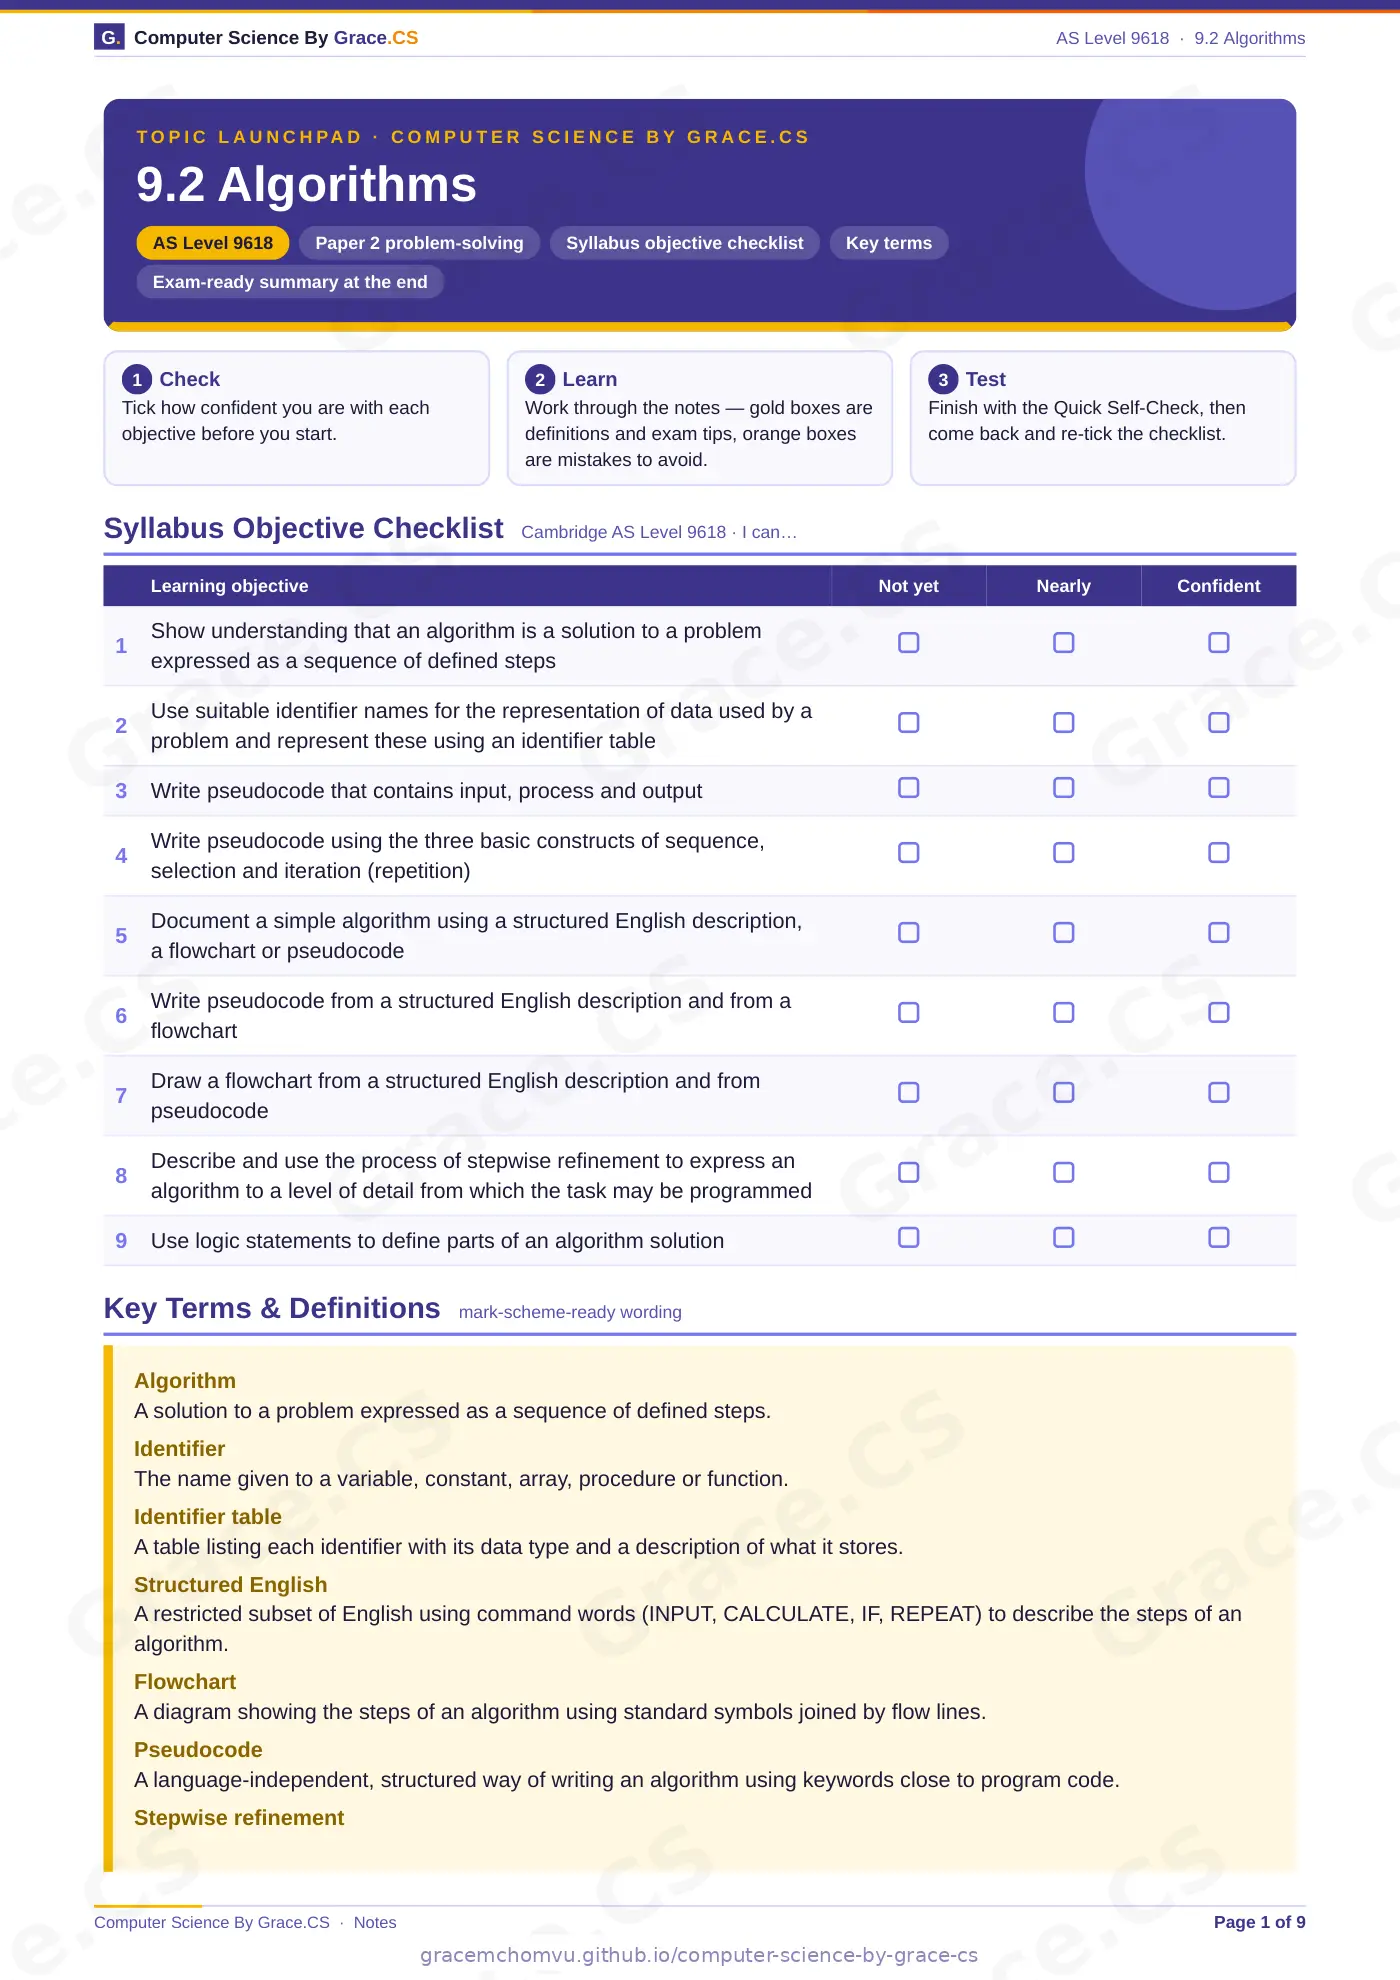 G. Computer Science By Grace.CS
AS Level 9618 · 9.2 Algorithms
TOPIC LAUNCHPAD · COMPUTER SCIENCE BY GRACE.CS
9.2 Algorithms
AS Level 9618 Paper 2 problem-solving Syllabus objective checklist Key terms
Exam-ready summary at the end
1 Check
Tick how confident you are with each
objective before you start.
2 Learn
Work through the notes — gold boxes are
definitions and exam tips, orange boxes
are mistakes to avoid.
3 Test
Finish with the Quick Self-Check, then
come back and re-tick the checklist.
Syllabus Objective Checklist Cambridge AS Level 9618 · I can…
Learning objective Not yet Nearly Confident
1 Show understanding that an algorithm is a solution to a problem
expressed as a sequence of defined steps
2 Use suitable identifier names for the representation of data used by a
problem and represent these using an identifier table
3 Write pseudocode that contains input, process and output
4 Write pseudocode using the three basic constructs of sequence,
selection and iteration (repetition)
5 Document a simple algorithm using a structured English description,
a flowchart or pseudocode
6 Write pseudocode from a structured English description and from a
flowchart
7 Draw a flowchart from a structured English description and from
pseudocode
8 Describe and use the process of stepwise refinement to express an
algorithm to a level of detail from which the task may be programmed
9 Use logic statements to define parts of an algorithm solution
Key Terms & Definitions mark-scheme-ready wording
Algorithm
A solution to a problem expressed as a sequence of defined steps.
Identifier
The name given to a variable, constant, array, procedure or function.
Identifier table
A table listing each identifier with its data type and a description of what it stores.
Structured English
A restricted subset of English using command words (INPUT, CALCULATE, IF, REPEAT) to describe the steps of an
algorithm.
Flowchart
A diagram showing the steps of an algorithm using standard symbols joined by flow lines.
Pseudocode
A language-independent, structured way of writing an algorithm using keywords close to program code.
Stepwise refinement
Computer Science By Grace.CS · Notes
Page 1 of 9
gracemchomvu.github.io/computer-science-by-grace-cs